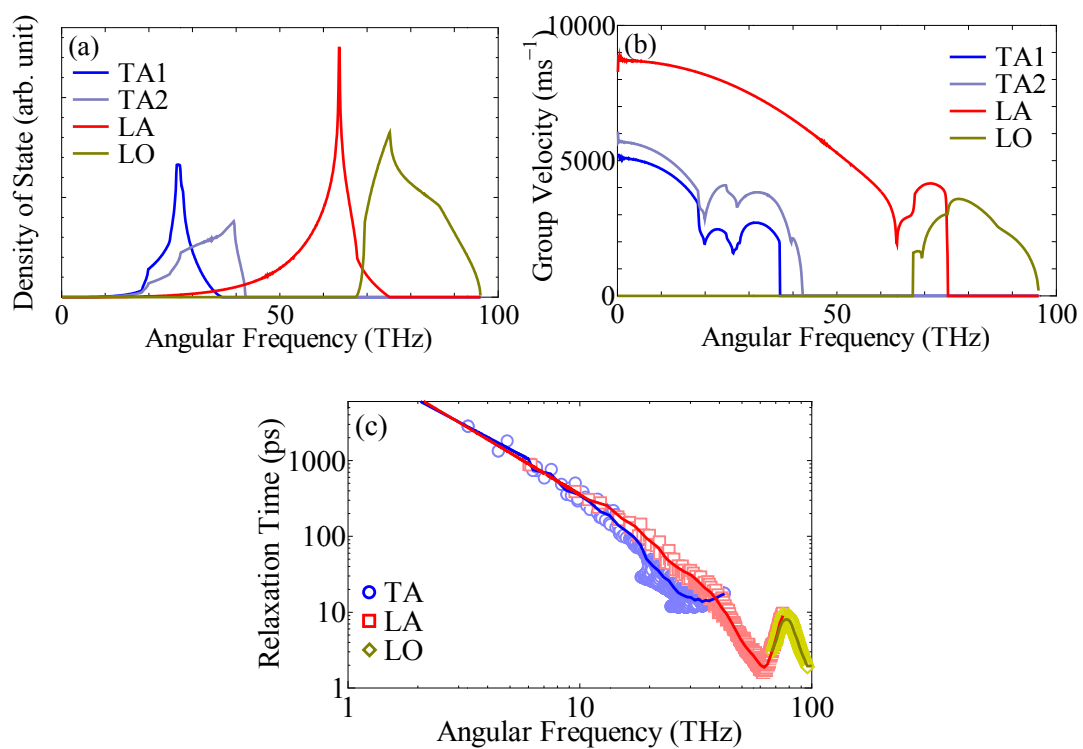 (a)
Density of State (arb. unit)
TA1
TA2
LA
LO
0
50
100
Angular Frequency (THz)
(b)
Group Velocity (ms⁻¹)
10000
5000
0
TA1
TA2
LA
LO
0
50
100
Angular Frequency (THz)
(c)
Relaxation Time (ps)
1000
100
10
1
TA
LA
LO
1
10
100
Angular Frequency (THz)